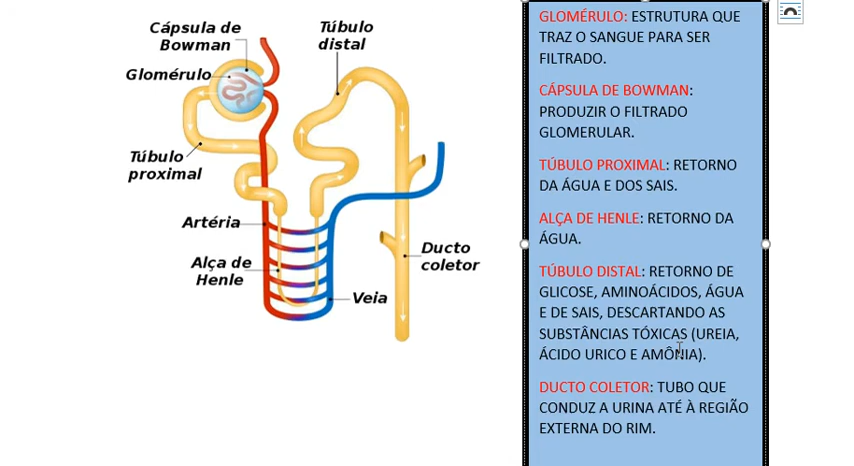 Cápsula de
Bowman
Glomérulo
Túbulo
proximal
Túbulo
distal
Artéria
Alça de
Henle
Veia
Ducto
coletor
GLOMÉRULO: ESTRUTURA QUE
TRAZ O SANGUE PARA SER
FILTRADO.
CÁPSULA DE BOWMAN:
PRODUZIR O FILTRADO
GLOMERULAR.
TÚBULO PROXIMAL: RETORNO
DA ÁGUA E DOS SAIS.
ALÇA DE HENLE: RETORNO DA
ÁGUA.
TÚBULO DISTAL: RETORNO DE
GLICOSE, AMINOÁCIDOS, ÁGUA
E DE SAIS, DESCARTANDO AS
SUBSTÂNCIAS TÓXICAS (UREIA,
ÁCIDO URICO E AMÔNIA).
DUCTO COLETOR: TUBO QUE
CONDUZ A URINA ATÉ À REGIÃO
EXTERNA DO RIM.